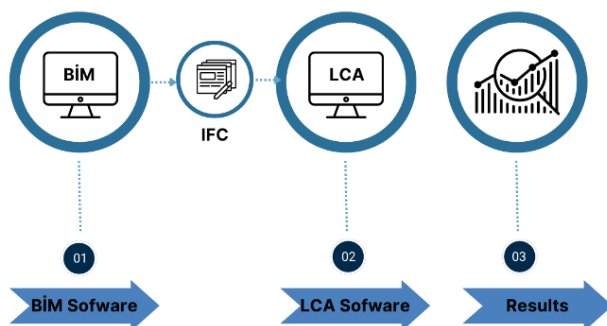 BİM
LCA
IFC
01
02
03
BİM Sofware
LCA Sofware
Results